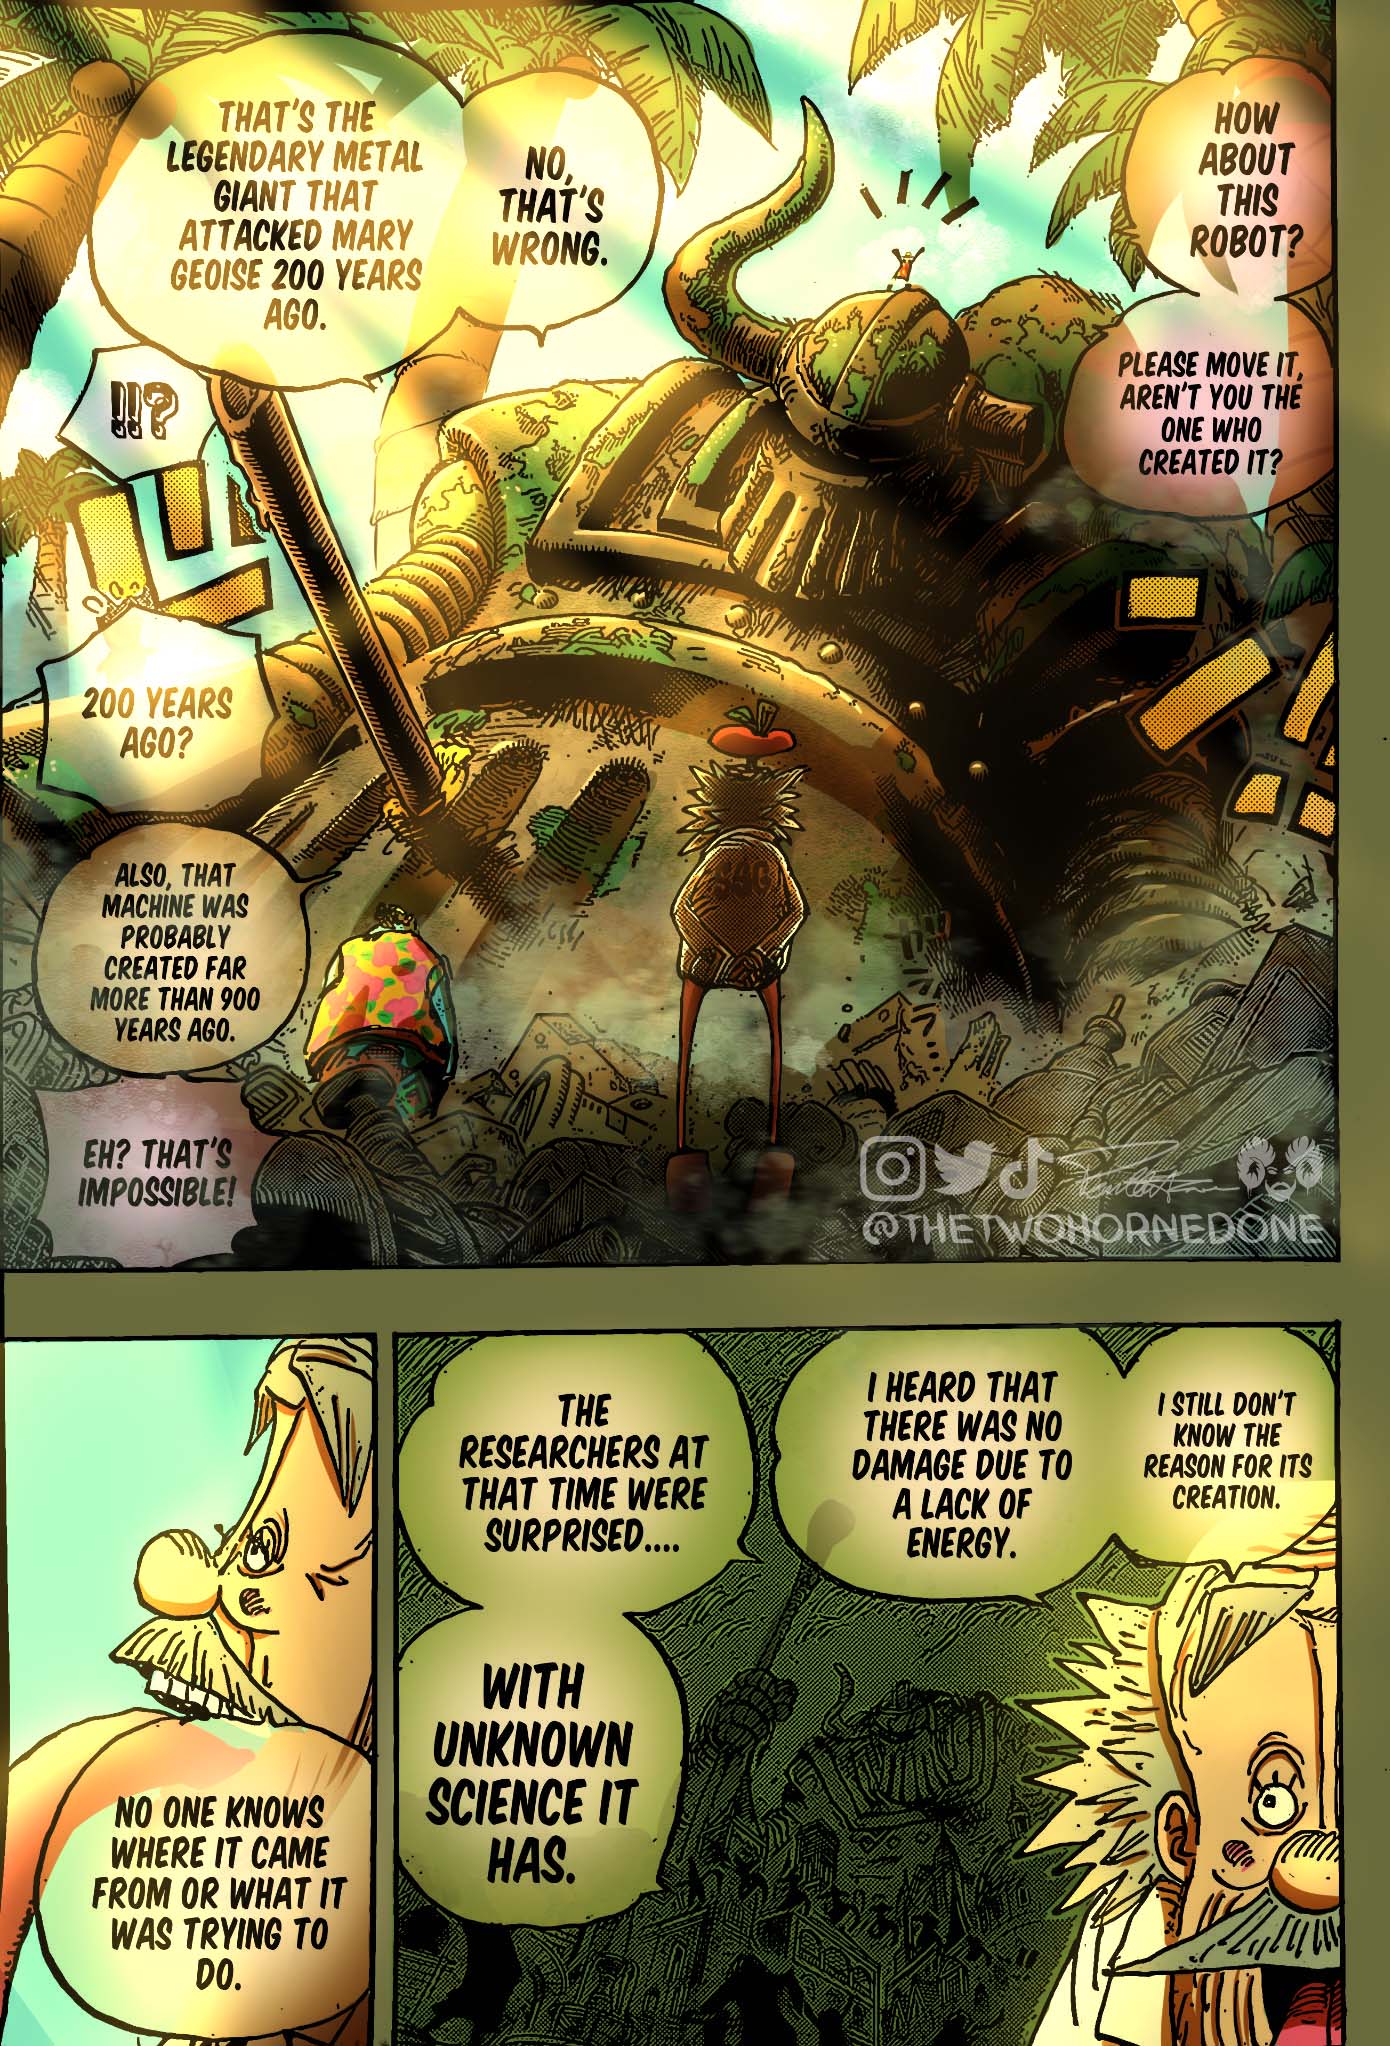 HOW
ABOUT
THIS
ROBOT?
PLEASE MOVE IT,
AREN'T YOU THE
ONE WHO
CREATED IT?
NO,
THAT'S
WRONG.
THAT'S THE
LEGENDARY METAL
GIANT THAT
ATTACKED MARY
GEOISE 200 YEARS
AGO.
!!?
200 YEARS
AGO?
ALSO, THAT
MACHINE WAS
PROBABLY
CREATED FAR
MORE THAN 900
YEARS AGO.
EH? THAT'S
IMPOSSIBLE!
@THETWOHORNEDONE
I STILL DON'T
KNOW THE
REASON FOR ITS
CREATION.
I HEARD THAT
THERE WAS NO
DAMAGE DUE TO
A LACK OF
ENERGY.
THE
RESEARCHERS AT
THAT TIME WERE
SURPRISED....
WITH
UNKNOWN
SCIENCE IT
HAS.
NO ONE KNOWS
WHERE IT CAME
FROM OR WHAT IT
WAS TRYING TO
DO.